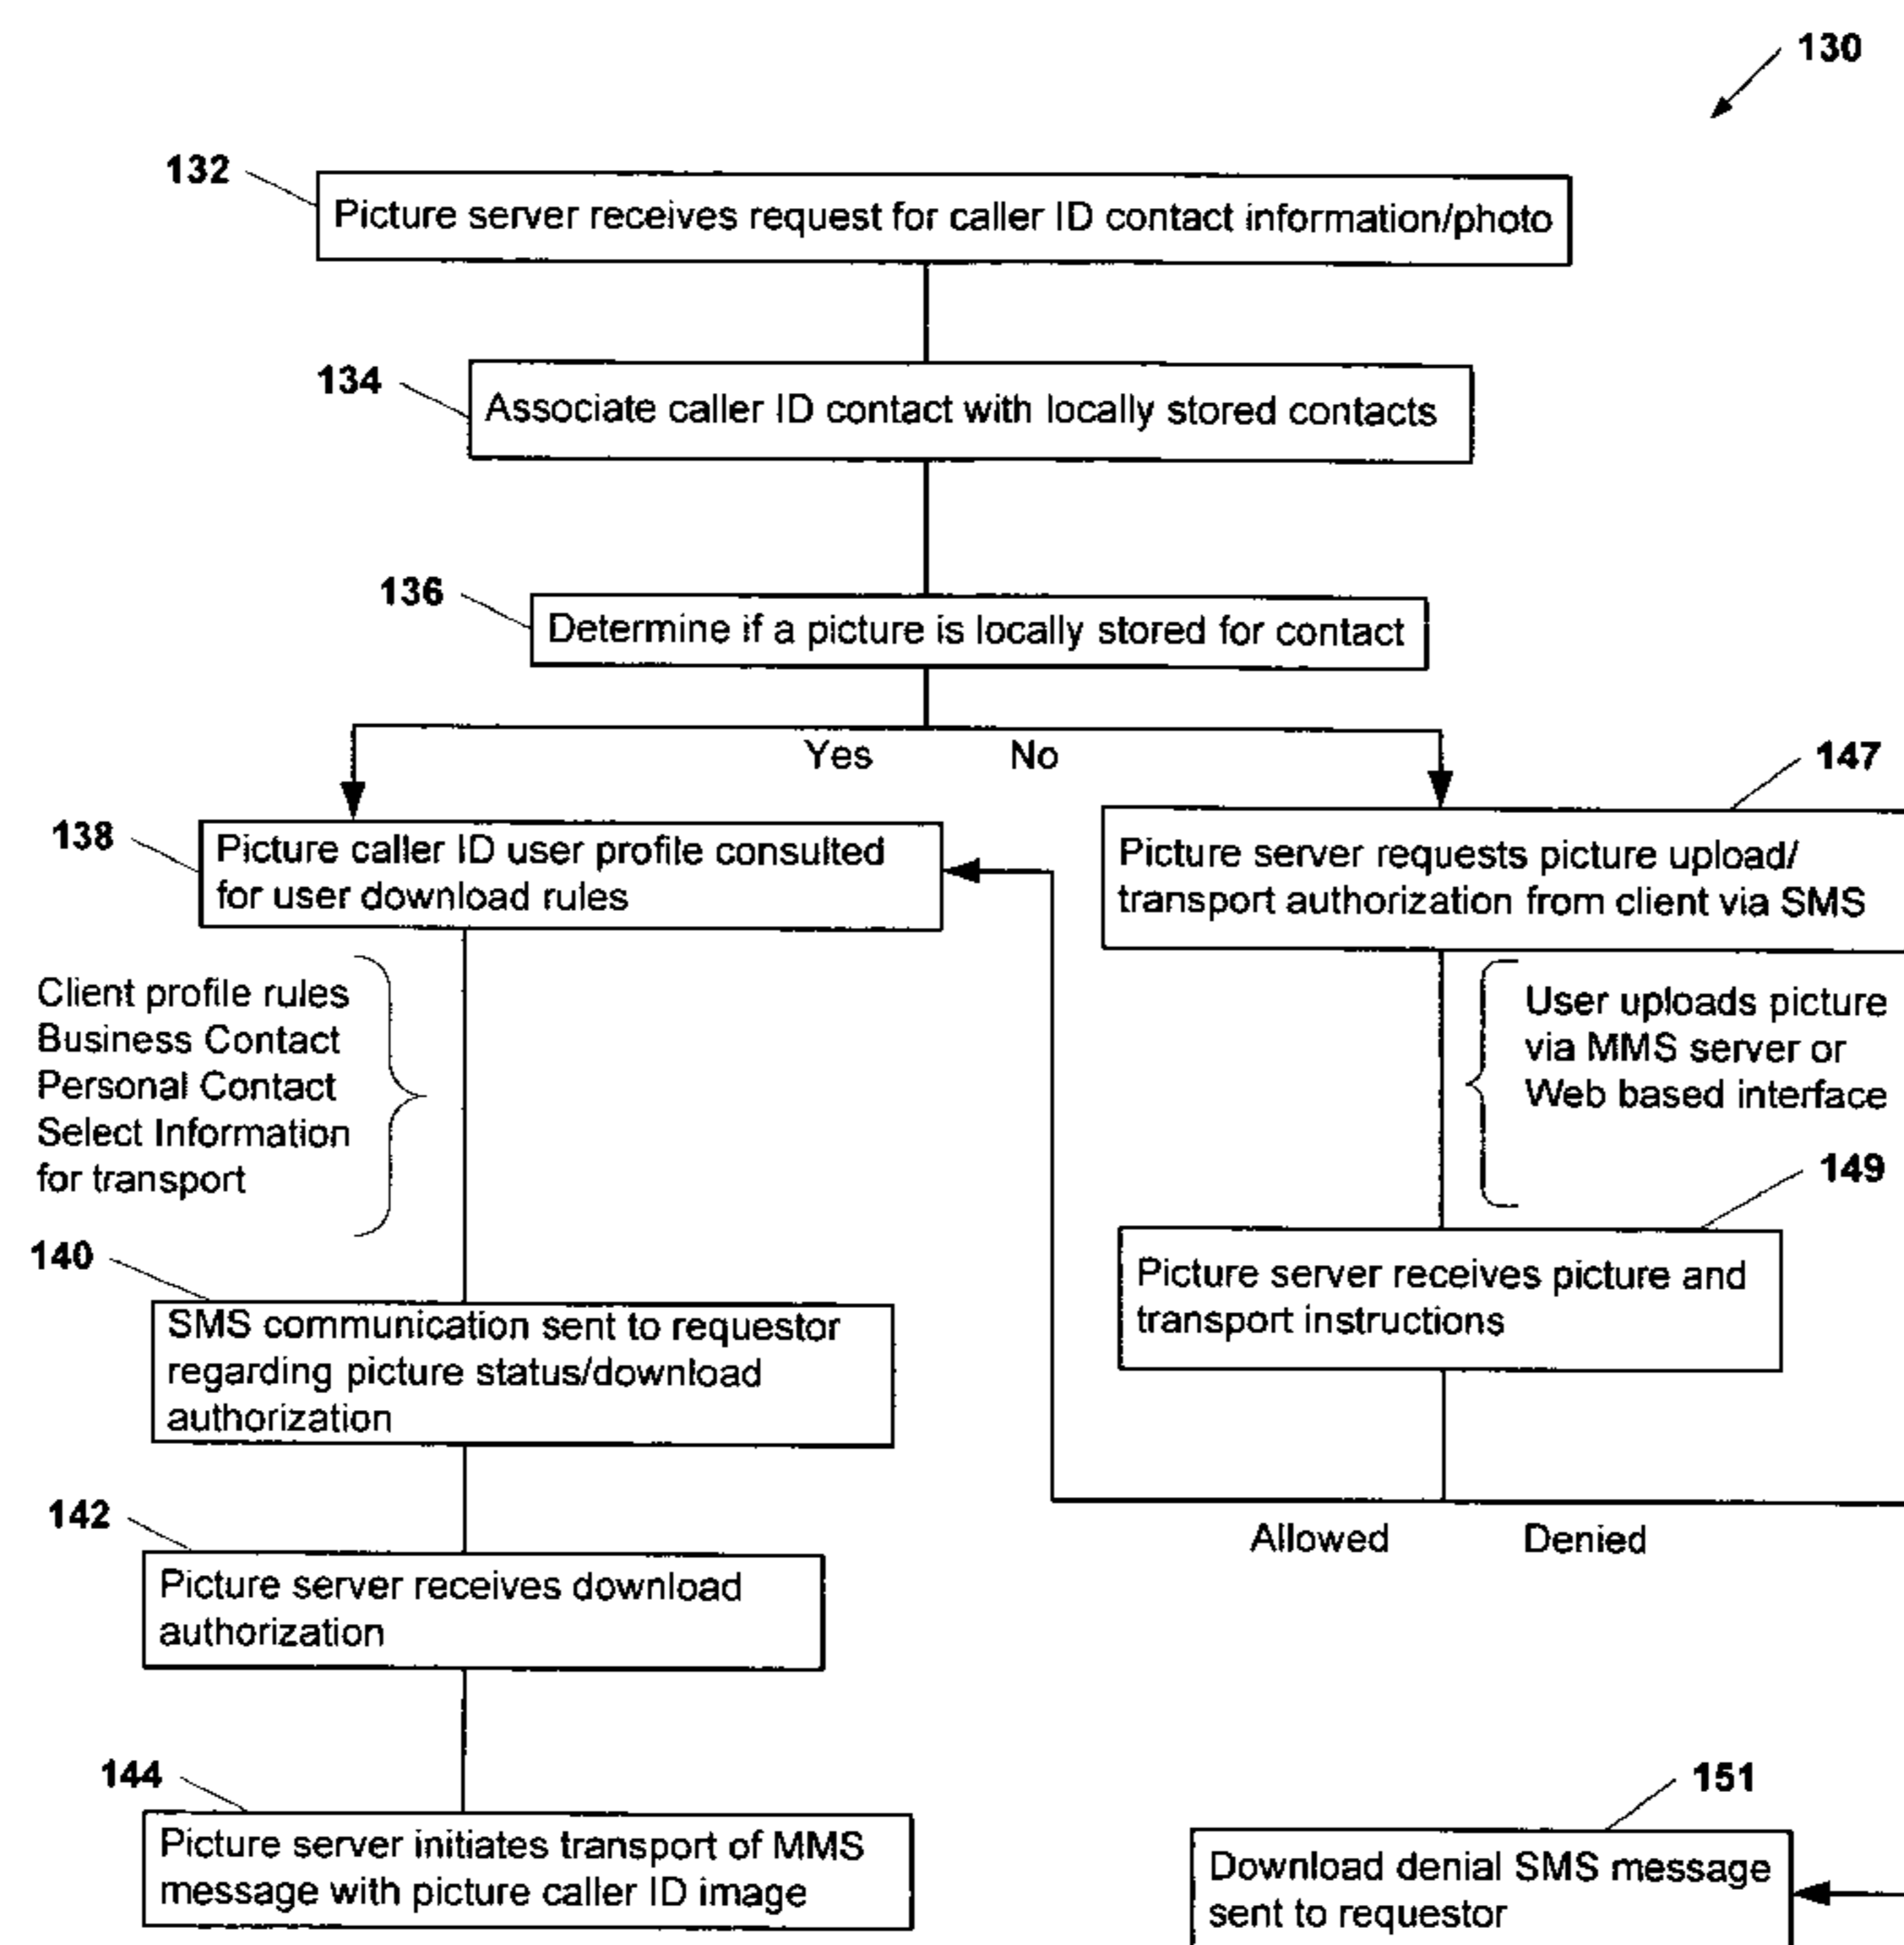 130
132
Picture server receives request for caller ID contact information/photo
134
Associate caller ID contact with locally stored contacts
136
Determine if a picture is locally stored for contact
Yes
No
138
Picture caller ID user profile consulted
for user download rules
147
Picture server requests picture upload/
transport authorization from client via SMS
Client profile rules
Business Contact
Personal Contact
Select Information
for transport
User uploads picture
via MMS server or
Web based interface
149
Picture server receives picture and
transport instructions
140
SMS communication sent to requestor
regarding picture status/download
authorization
Allowed
Denied
142
Picture server receives download
authorization
144
Picture server initiates transport of MMS
message with picture caller ID image
151
Download denial SMS message
sent to requestor